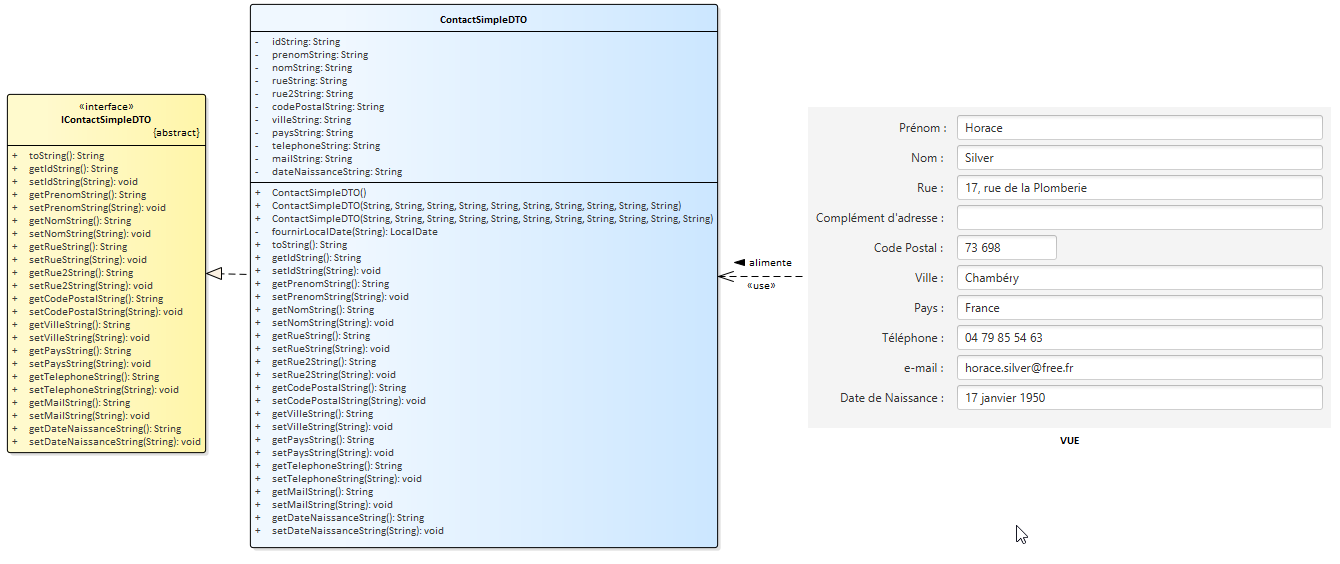 «interface»
IContactSimpleDTO
{abstract}
+ toString(): String
+ getIdString(): String
+ setIdString(String): void
+ getPrenomString(): String
+ setPrenomString(String): void
+ getNomString(): String
+ setNomString(String): void
+ getRueString(): String
+ setRueString(String): void
+ getRue2String(): String
+ setRue2String(String): void
+ getCodePostalString(): String
+ setCodePostalString(String): void
+ getVilleString(): String
+ setVilleString(String): void
+ getPaysString(): String
+ setPaysString(String): void
+ getTelephoneString(): String
+ setTelephoneString(String): void
+ getMailString(): String
+ setMailString(String): void
+ getDateNaissanceString(): String
+ setDateNaissanceString(String): void
ContactSimpleDTO
- idString: String
- prenomString: String
- nomString: String
- rueString: String
- rue2String: String
- codePostalString: String
- villeString: String
- paysString: String
- telephoneString: String
- mailString: String
- dateNaissanceString: String
+ ContactSimpleDTO()
+ ContactSimpleDTO(String, String, String, String, String, String, String, String, String, String)
+ ContactSimpleDTO(String, String, String, String, String, String, String, String, String, String, String)
- fournirLocalDate(String): LocalDate
+ toString(): String
+ getIdString(): String
+ setIdString(String): void
+ getPrenomString(): String
+ setPrenomString(String): void
+ getNomString(): String
+ setNomString(String): void
+ getRueString(): String
+ setRueString(String): void
+ getRue2String(): String
+ setRue2String(String): void
+ getCodePostalString(): String
+ setCodePostalString(String): void
+ getVilleString(): String
+ setVilleString(String): void
+ getPaysString(): String
+ setPaysString(String): void
+ getTelephoneString(): String
+ setTelephoneString(String): void
+ getMailString(): String
+ setMailString(String): void
+ getDateNaissanceString(): String
+ setDateNaissanceString(String): void
alimente
«use»
Prénom : Horace
Nom : Silver
Rue : 17, rue de la Plomberie
Complément d'adresse :
Code Postal : 73 698
Ville : Chambéry
Pays : France
Téléphone : 04 79 85 54 63
e-mail : horace.silver@free.fr
Date de Naissance : 17 janvier 1950
VUE